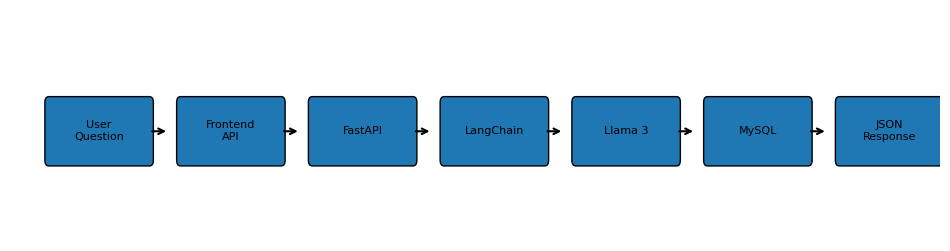 User
Question
Frontend
API
FastAPI
LangChain
Llama 3
MySQL
JSON
Response